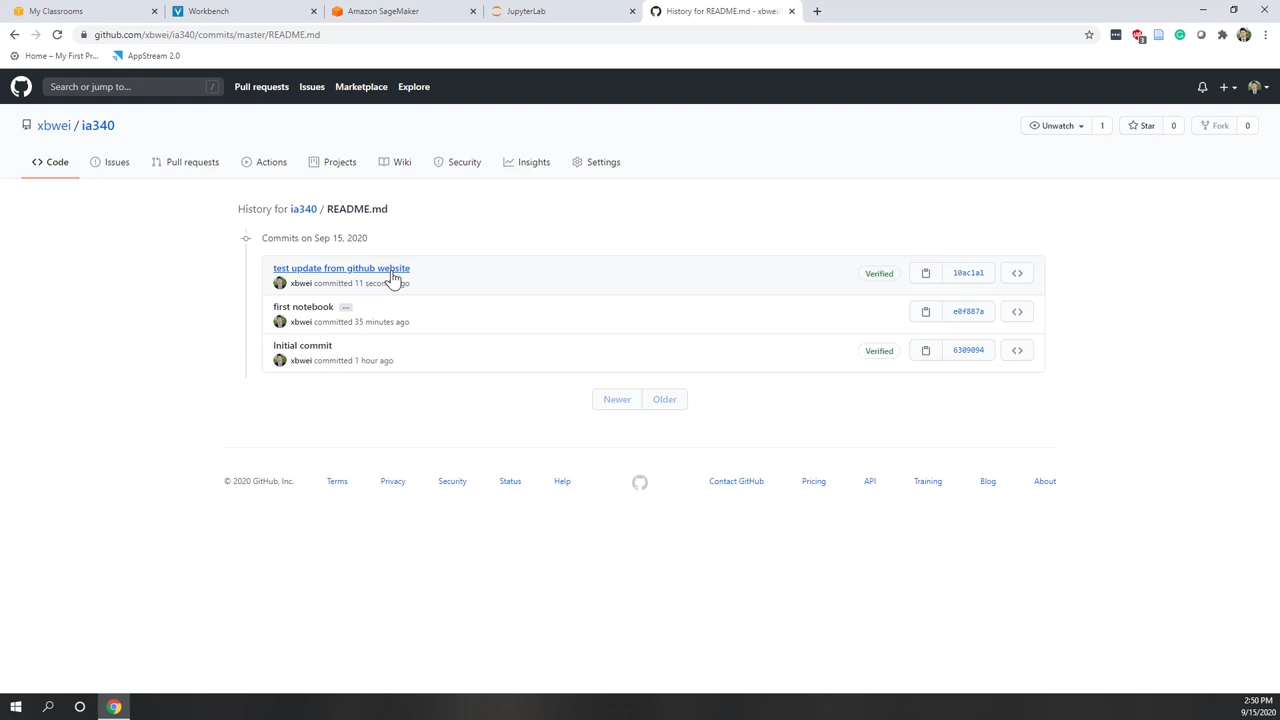 My Classrooms
Workbench
Amazon SageMaker
JupyterLab
History for README.md - xbwei/
github.com/xbwei/ia340/commits/master/README.md
3
Home – My First Pr...
AppStream 2.0
Search or jump to...
/
Pull requests
Issues
Marketplace
Explore
xbwei / ia340
Unwatch
1
Star
0
Fork
0
Code
Issues
Pull requests
Actions
Projects
Wiki
Security
Insights
Settings
History for ia340 / README.md
Commits on Sep 15, 2020
test update from github website
xbwei committed 11 seconds ago
Verified
10ac1a1
first notebook ...
xbwei committed 35 minutes ago
e0f887a
Initial commit
xbwei committed 1 hour ago
Verified
6309094
Newer
Older
© 2020 GitHub, Inc.
Terms
Privacy
Security
Status
Help
Contact GitHub
Pricing
API
Training
Blog
About
2:50 PM
9/15/2020